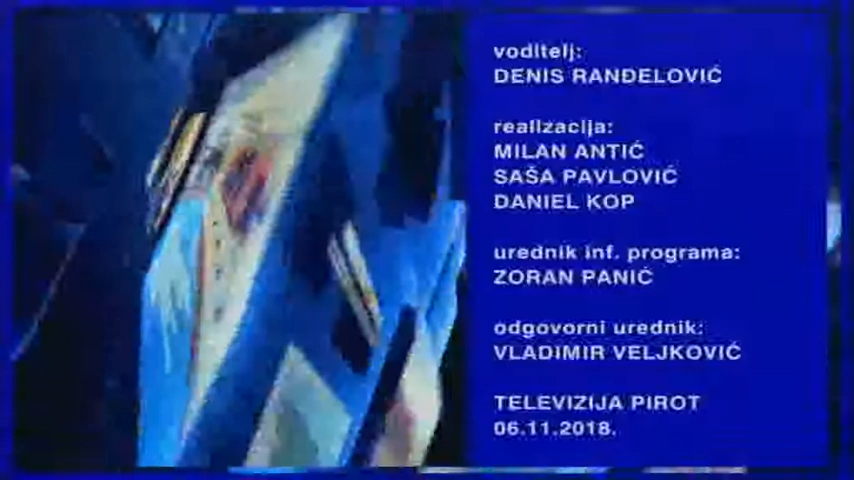 voditelj:
DENIS RANĐELOVIĆ
realizacija:
MILAN ANTIĆ
SAŠA PAVLOVIĆ
DANIEL KOP
urednik inf. programa:
ZORAN PANIĆ
odgovorni urednik:
VLADIMIR VELJKOVIĆ
TELEVIZIJA PIROT
06.11.2018.